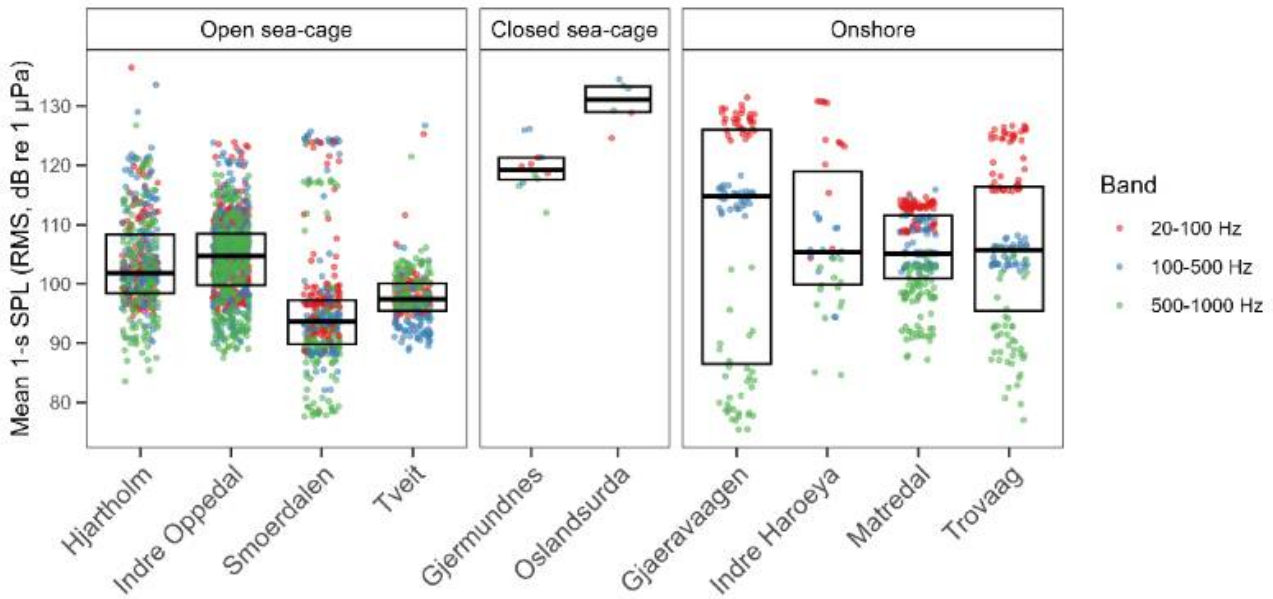 Open sea-cage
Closed sea-cage
Onshore
Mean 1-s SPL (RMS, dB re 1 µPa)
130
120
110
100
90
80
Hjartholm
Indre Oppedal
Smoerdalen
Tveit
Gjermundnes
Oslandsurda
Gjaeravaagen
Indre Haroeya
Matredal
Trovaag
Band
20-100 Hz
100-500 Hz
500-1000 Hz